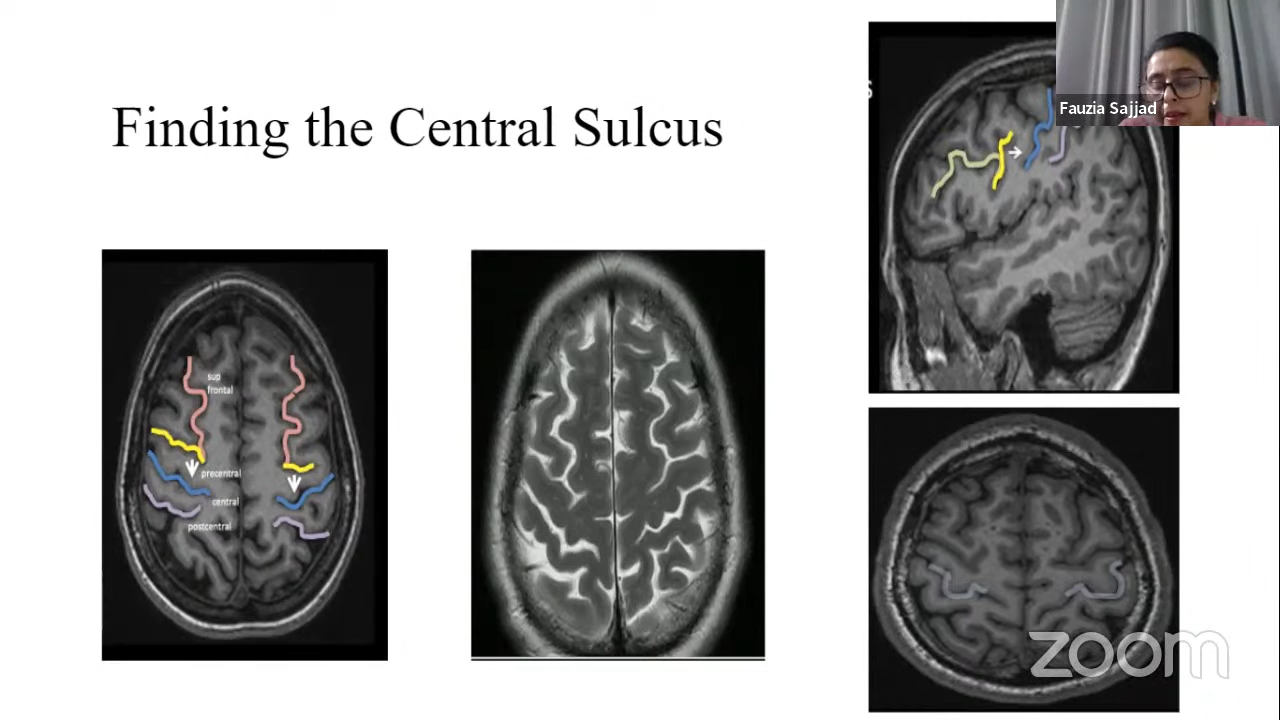 Finding the Central Sulcus
s
Fauzia Sajjad
sup
frontal
precentral
central
postcentral
zoom